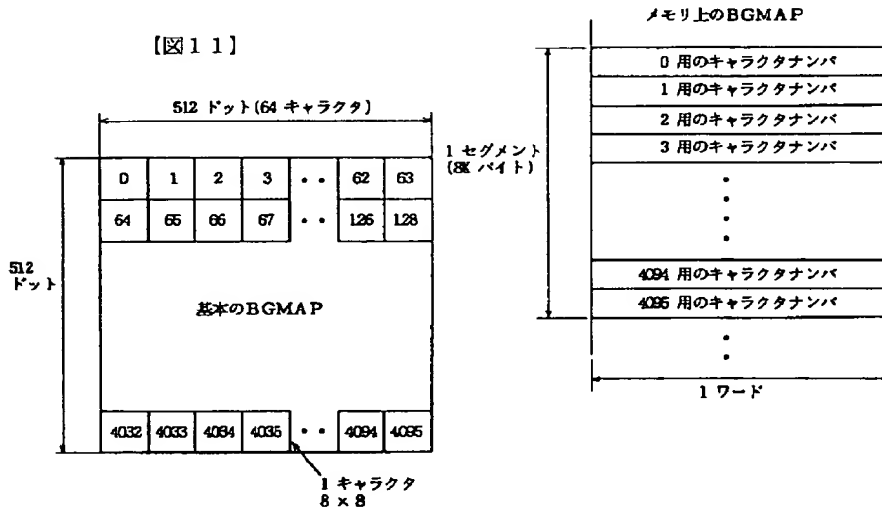 【図11】
512 ドット(64 キャラクタ)
0 1 2 3 ・・ 62 63
64 65 66 67 ・・ 126 128
512
ドット
基本のBGMAP
4032 4033 4034 4035 ・・ 4094 4095
1 キャラクタ
8 × 8
メモリ上のBGMAP
0 用のキャラクタナンバ
1 用のキャラクタナンバ
2 用のキャラクタナンバ
3 用のキャラクタナンバ
1 セグメント
(8K バイト)
4094 用のキャラクタナンバ
4095 用のキャラクタナンバ
1 ワード